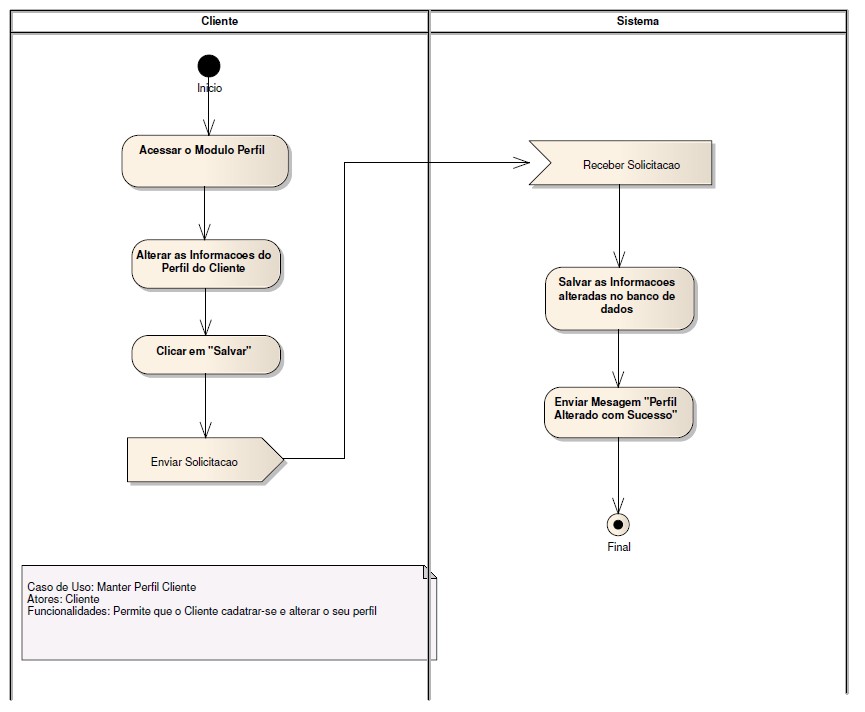 Cliente
Sistema
Inicio
Acessar o Modulo Perfil
Alterar as Informacoes do
Perfil do Cliente
Clicar em "Salvar"
Enviar Solicitacao
Receber Solicitacao
Salvar as Informacoes
alteradas no banco de
dados
Enviar Mesagem "Perfil
Alterado com Sucesso"
Final
Caso de Uso: Manter Perfil Cliente
Atores: Cliente
Funcionalidades: Permite que o Cliente cadatrar-se e alterar o seu perfil